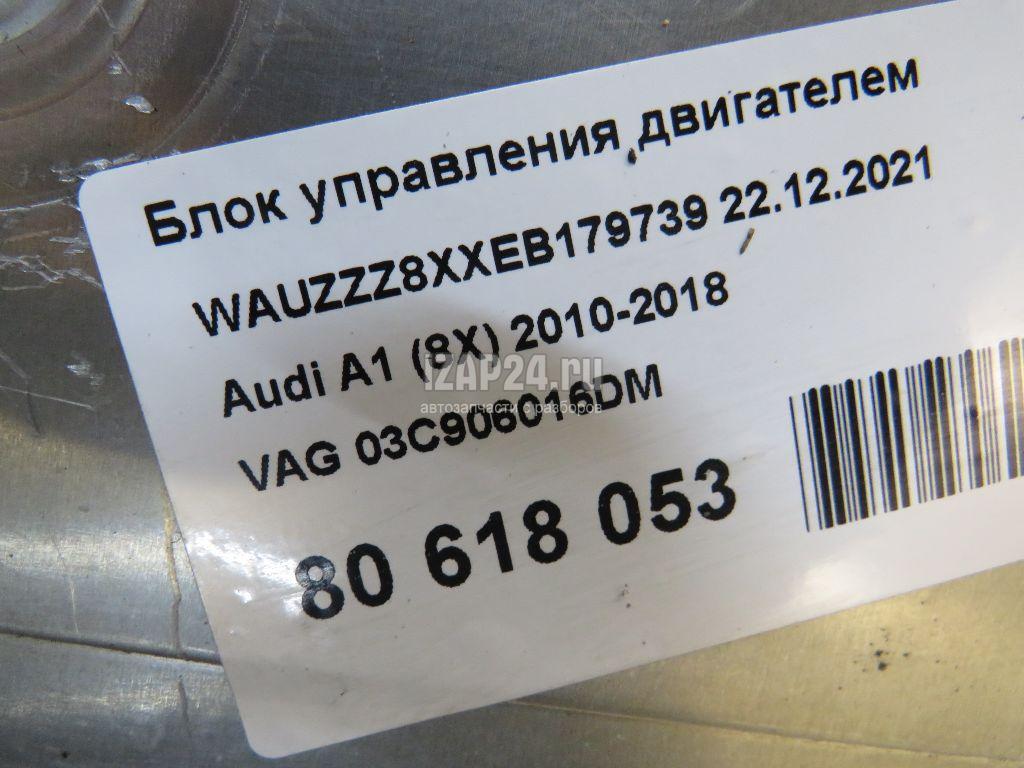 Блок управления двигателем
WAUZZZ8XXEB179739 22.12.2021
Audi A1 (8X) 2010-2018
iZAP24.ru
автозапчасти с разборов
VAG 03C906016DM
80 618 053